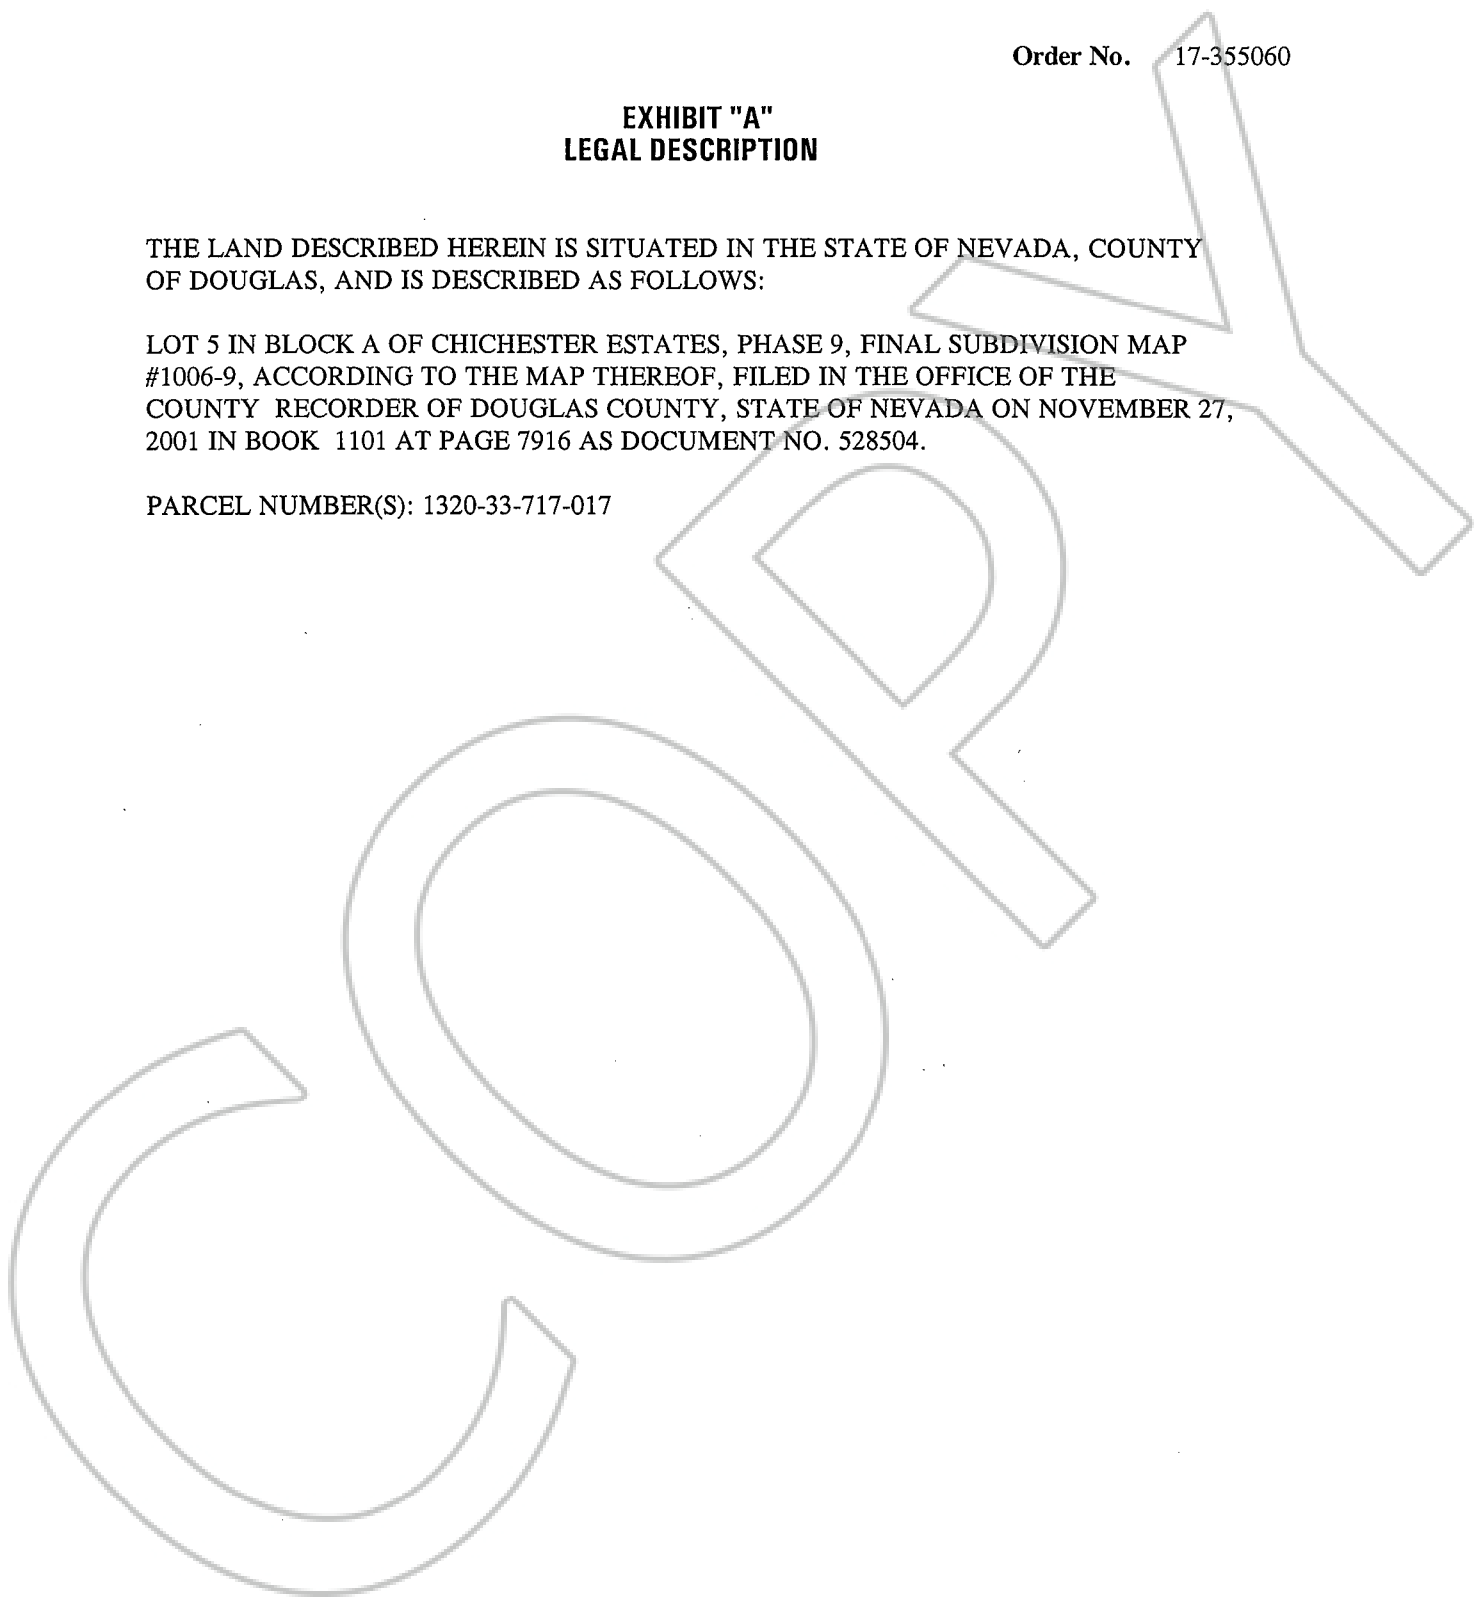 Order No. 17-355060
EXHIBIT "A"
LEGAL DESCRIPTION
THE LAND DESCRIBED HEREIN IS SITUATED IN THE STATE OF NEVADA, COUNTY
OF DOUGLAS, AND IS DESCRIBED AS FOLLOWS:
LOT 5 IN BLOCK A OF CHICHESTER ESTATES, PHASE 9, FINAL SUBDIVISION MAP
#1006-9, ACCORDING TO THE MAP THEREOF, FILED IN THE OFFICE OF THE
COUNTY RECORDER OF DOUGLAS COUNTY, STATE OF NEVADA ON NOVEMBER 27,
2001 IN BOOK 1101 AT PAGE 7916 AS DOCUMENT NO. 528504.
PARCEL NUMBER(S): 1320-33-717-017
COPY